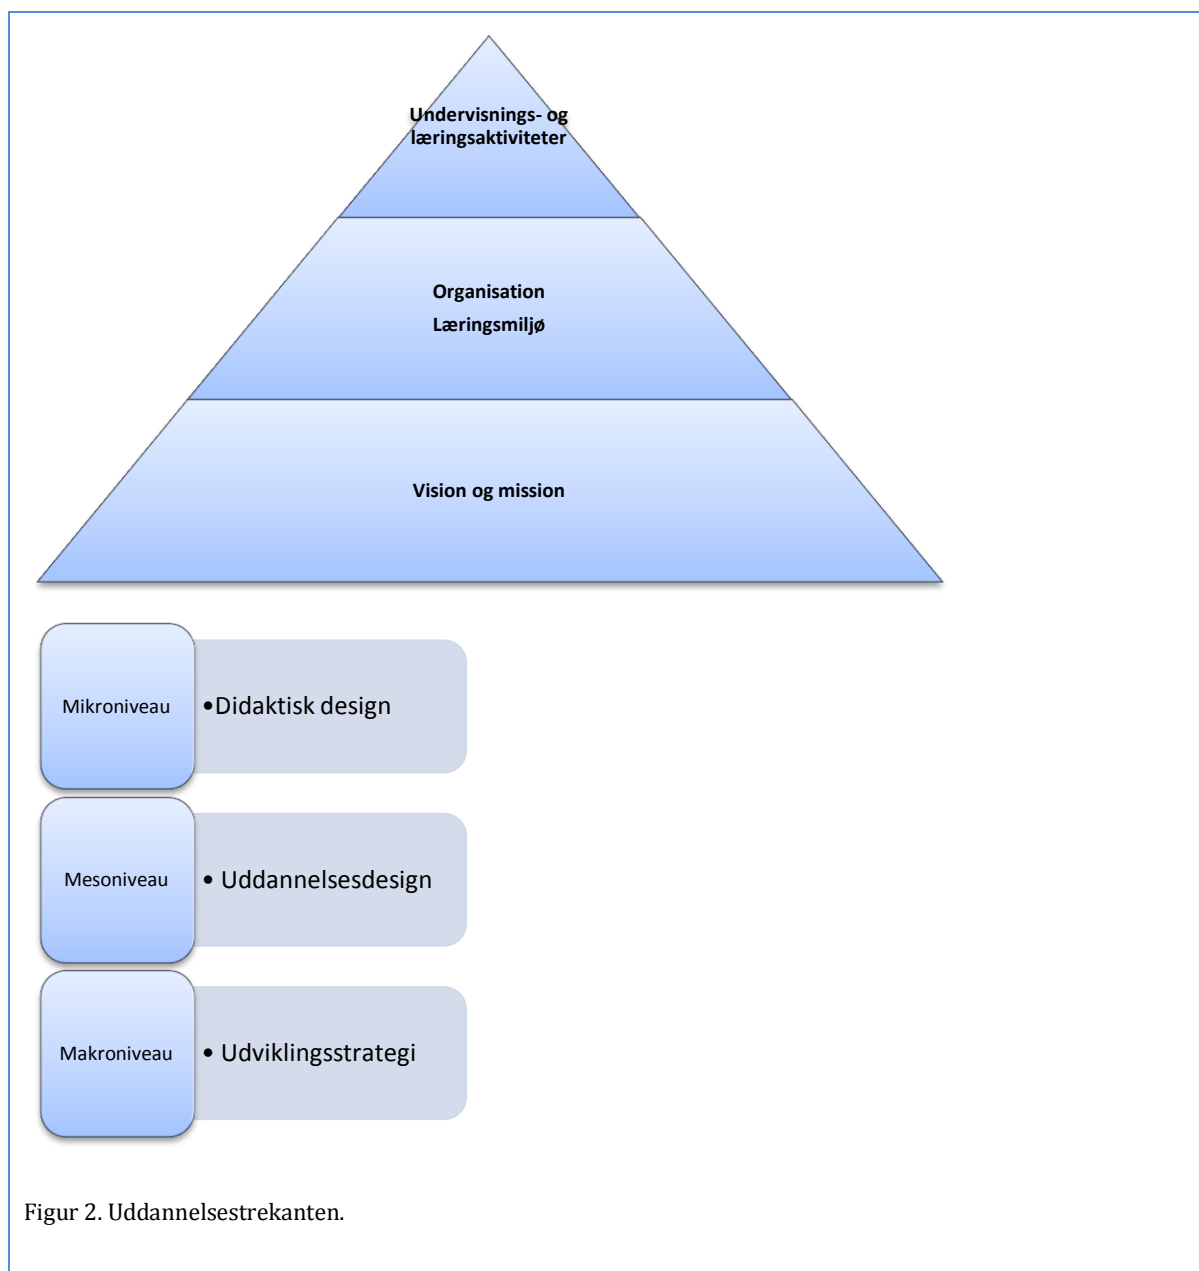 Undervisnings- og
læringsaktiviteter
Organisation
Læringsmiljø
Vision og mission
Mikroniveau
•Didaktisk design
Mesoniveau
• Uddannelsesdesign
Makroniveau
• Udviklingsstrategi
Figur 2. Uddannelsestrekanten.